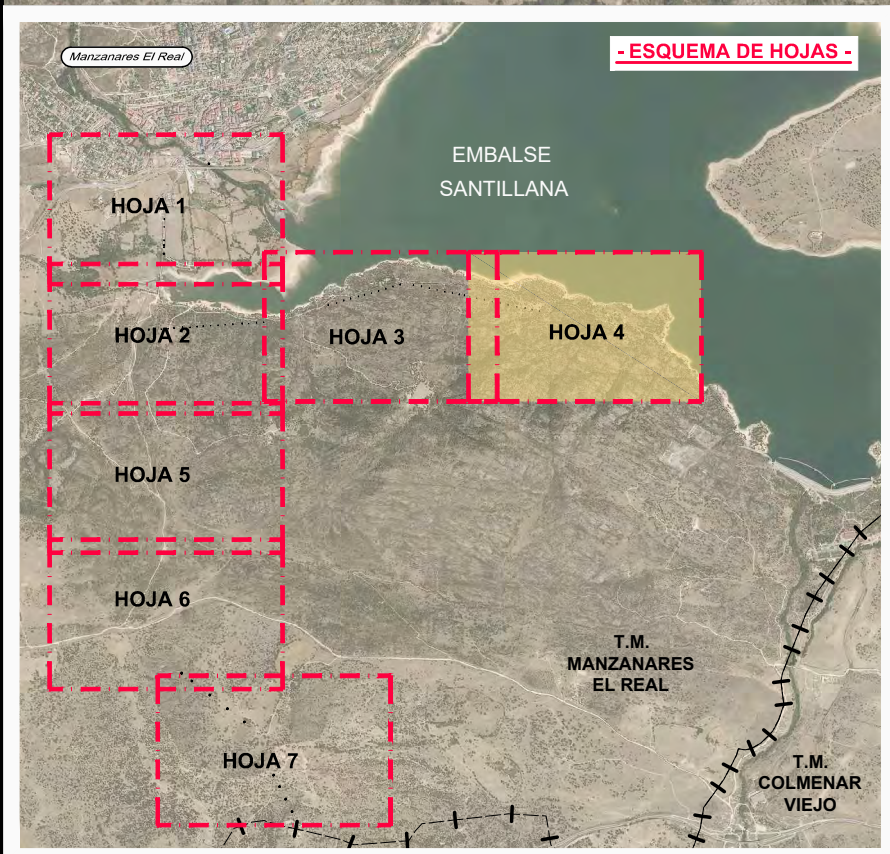 Manzanares El Real
- ESQUEMA DE HOJAS -
EMBALSE
SANTILLANA
HOJA 1
HOJA 2
HOJA 3
HOJA 4
HOJA 5
HOJA 6
T.M.
MANZANARES
EL REAL
HOJA 7
T.M.
COLMENAR
VIEJO